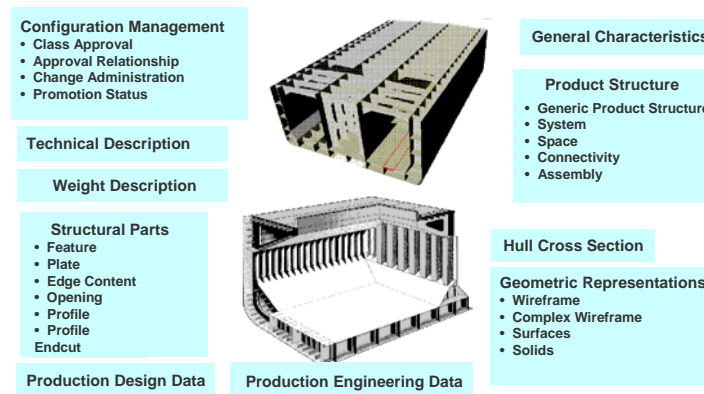 Configuration Management
• Class Approval
• Approval Relationship
• Change Administration
• Promotion Status
Technical Description
Weight Description
Structural Parts
• Feature
• Plate
• Edge Content
• Opening
• Profile
• Profile
Endcut
Production Design Data
Production Engineering Data
General Characteristics
Product Structure
• Generic Product Structure
• System
• Space
• Connectivity
• Assembly
Hull Cross Section
Geometric Representations
• Wireframe
• Complex Wireframe
• Surfaces
• Solids